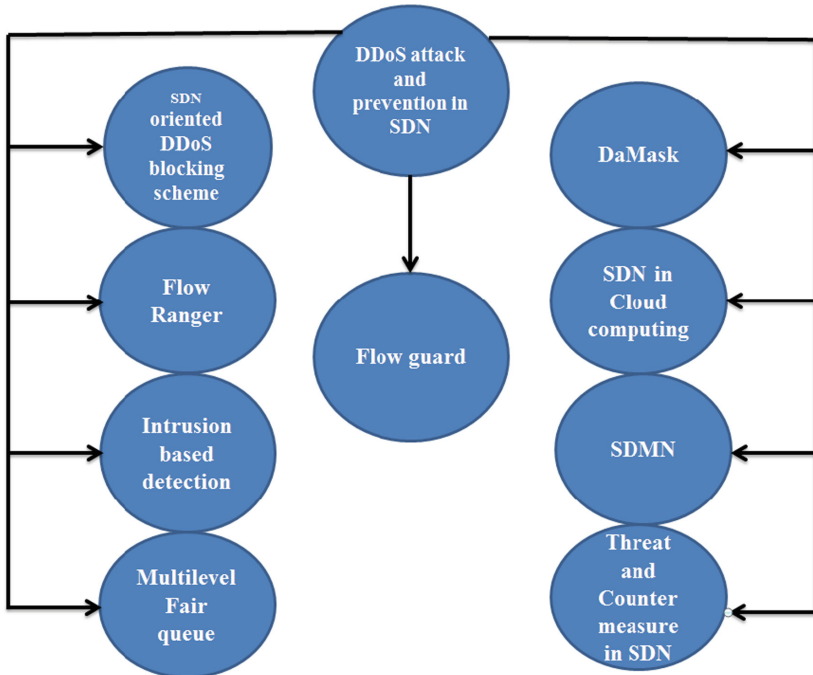 DDoS attack
and
prevention in
SDN
SDN
oriented
DDoS
blocking
scheme
Flow
Ranger
Intrusion
based
detection
Multilevel
Fair
queue
Flow guard
DaMask
SDN in
Cloud
computing
SDMN
Threat
and
Counter
measure
in SDN